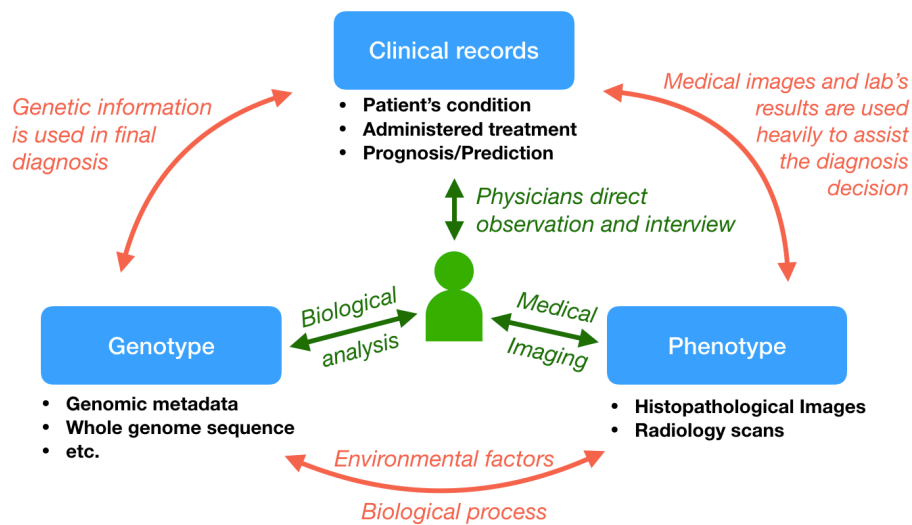 Clinical records
Genetic information
is used in final
diagnosis
• Patient's condition
• Administered treatment
• Prognosis/Prediction
Medical images and lab's
results are used
heavily to assist
the diagnosis
decision
Physicians direct
observation and interview
Biological
analysis
Medical
Imaging
Genotype
Phenotype
• Genomic metadata
• Whole genome sequence
• etc.
• Histopathological Images
• Radiology scans
Environmental factors
Biological process